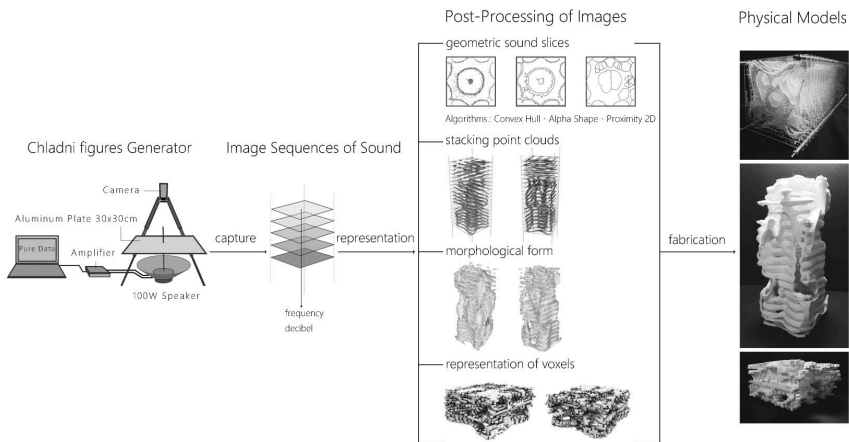 Post-Processing of Images
Physical Models
geometric sound slices
Algorithms.: Convex Hull · Alpha Shape · Proximity 2D
Chladni figures Generator
Image Sequences of Sound
stacking point clouds
Camera
Aluminum Plate 30x30cm
Pure Data
Amplifier
100W Speaker
capture
representation
frequency
decibel
morphological form
fabrication
representation of voxels